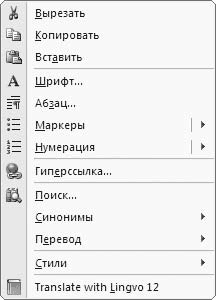 Вырезать
Копировать
Вставить
Шрифт...
Абзац...
Маркеры
Нумерация
Гиперссылка...
Поиск...
Синонимы
Перевод
Стили
Translate with Lingvo 12